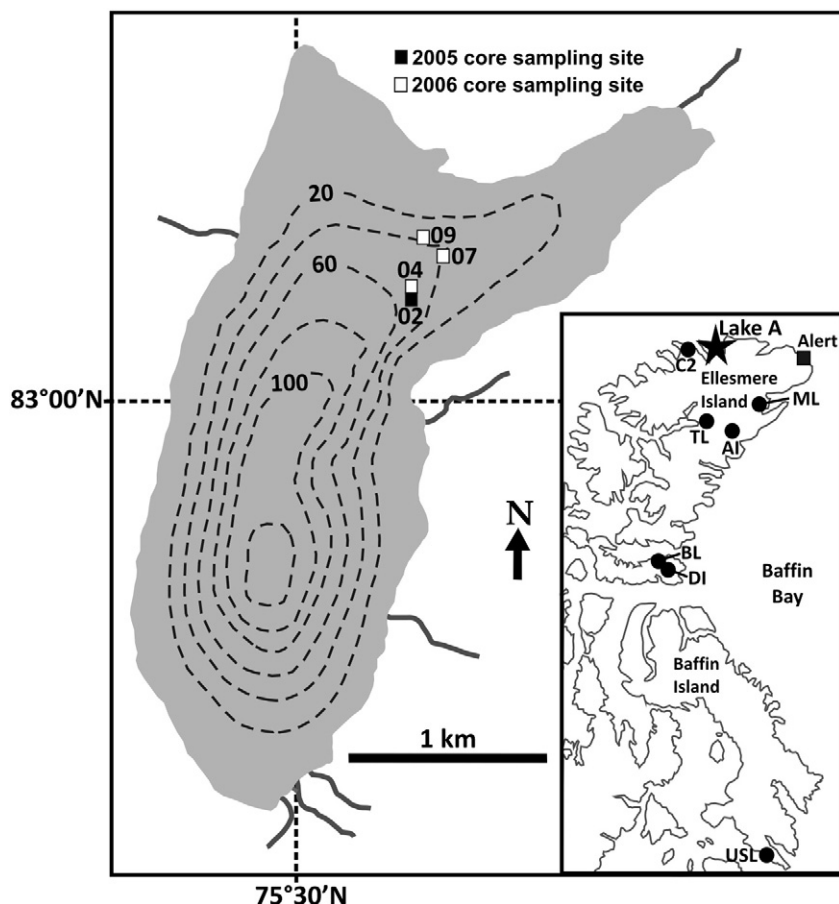 2005 core sampling site
2006 core sampling site
20
09
07
60
04
02
100
83°00'N
N
1 km
75°30'N
Lake A
Alert
C2
Ellesmere
Island
ML
TL
AI
BL
DI
Baffin
Bay
Baffin
Island
USL